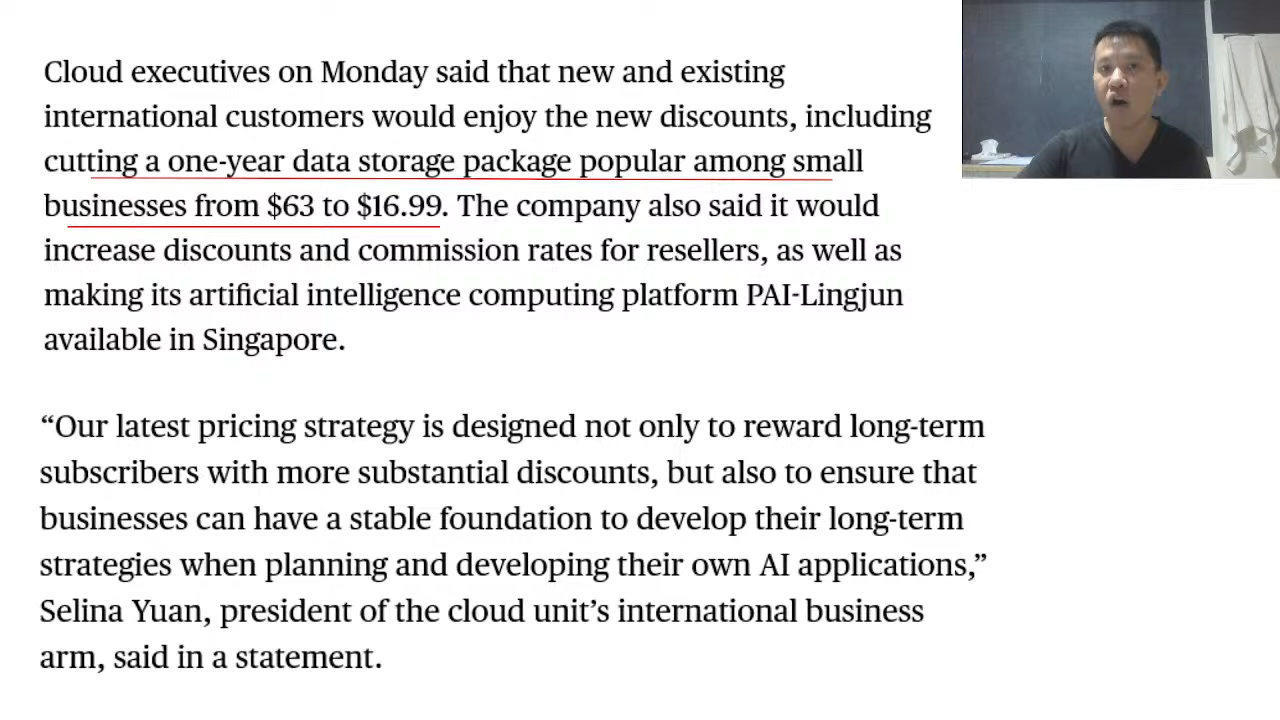 Cloud executives on Monday said that new and existing
international customers would enjoy the new discounts, including
cutting a one-year data storage package popular among small
businesses from $63 to $16.99. The company also said it would
increase discounts and commission rates for resellers, as well as
making its artificial intelligence computing platform PAI-Lingjun
available in Singapore.
“Our latest pricing strategy is designed not only to reward long-term
subscribers with more substantial discounts, but also to ensure that
businesses can have a stable foundation to develop their long-term
strategies when planning and developing their own AI applications,”
Selina Yuan, president of the cloud unit’s international business
arm, said in a statement.